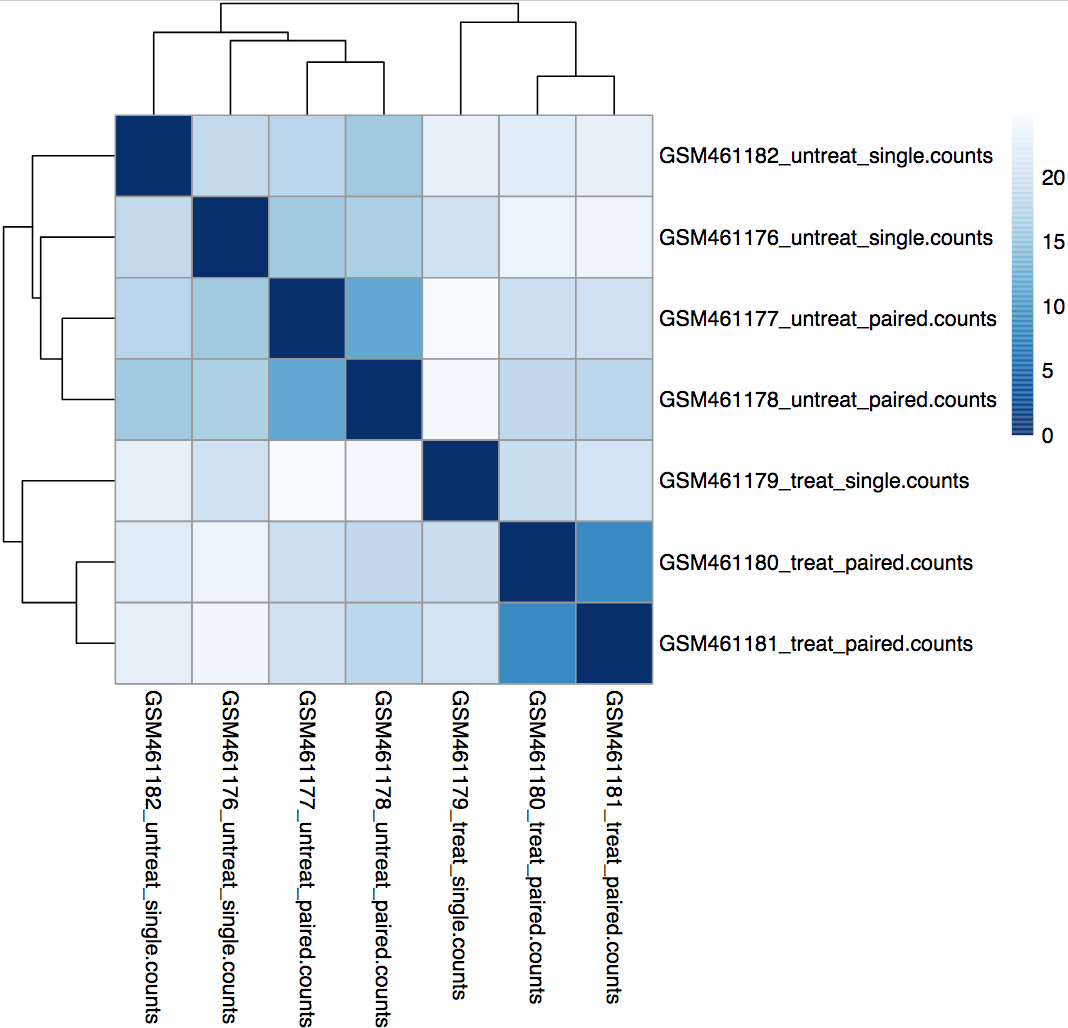 GSM461182_untreat_single.counts
GSM461176_untreat_single.counts
GSM461177_untreat_paired.counts
GSM461178_untreat_paired.counts
GSM461179_treat_single.counts
GSM461180_treat_paired.counts
GSM461181_treat_paired.counts
20
15
10
5
0
GSM461182_untreat_single.counts
GSM461176_untreat_single.counts
GSM461177_untreat_paired.counts
GSM461178_untreat_paired.counts
GSM461179_treat_single.counts
GSM461180_treat_paired.counts
GSM461181_treat_paired.counts